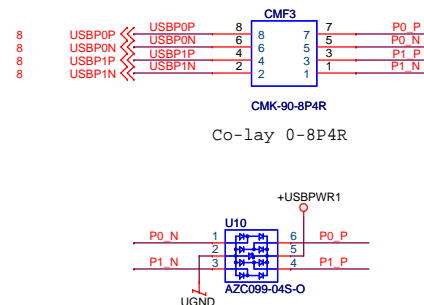 CMF3
8 USBP0P USBP0P 8 8 7 7 P0_P
8 USBP0N USBP0N 6 6 5 5 P0_N
8 USBP1P USBP1P 4 4 3 3 P1_P
8 USBP1N USBP1N 2 2 1 1 P1_N
CMK-90-8P4R
Co-lay 0-8P4R
+USBPWR1
U10
P0_N 1 6 P0_P
2 5
P1_N 3 4 P1_P
AZC099-04S-O
UGND